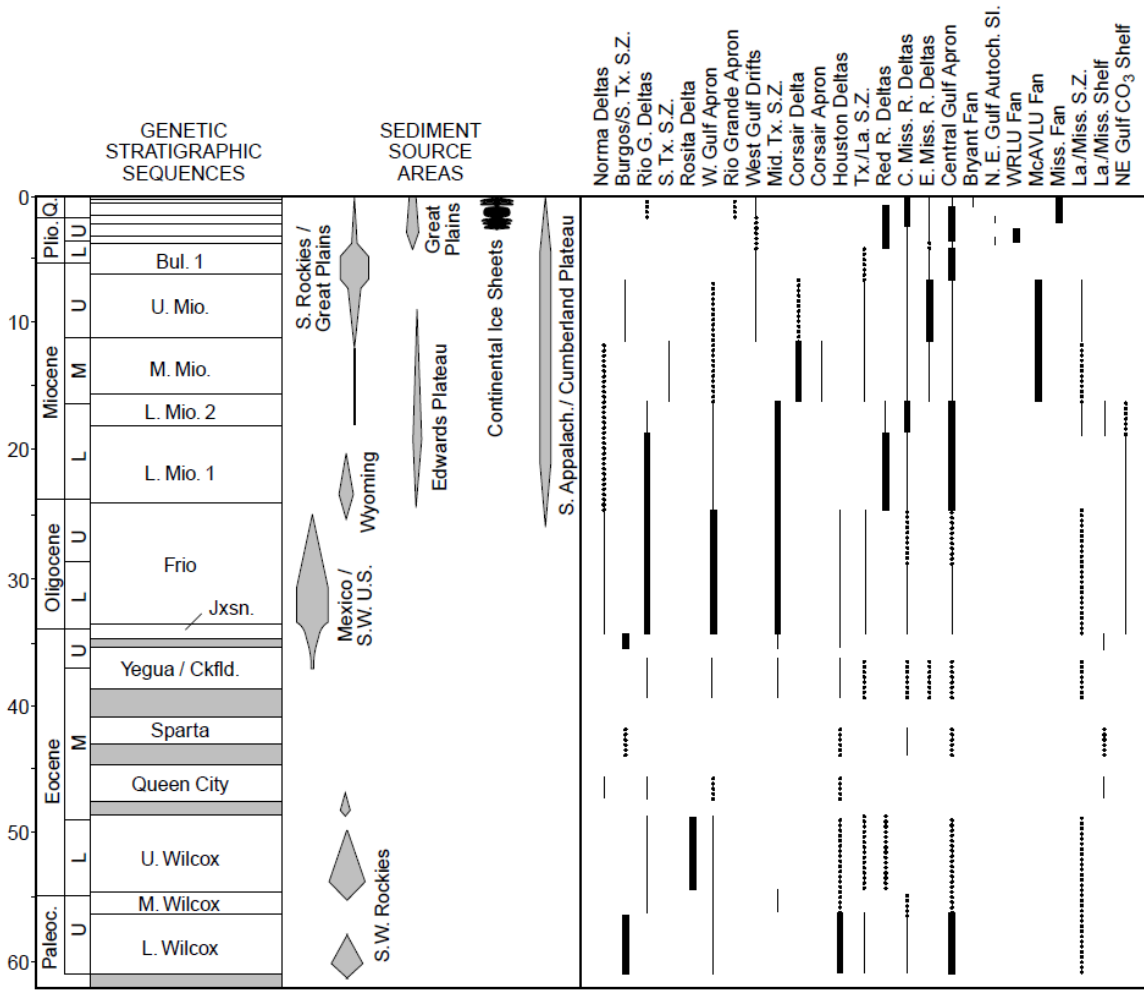 GENETIC
STRATIGRAPHIC
SEQUENCES
SEDIMENT
SOURCE
AREAS
Norma Deltas
Burgos/S. Tx. S.Z.
Rio G. Deltas
S. Tx. S.Z.
Rosita Delta
W. Gulf Apron
Rio Grande Apron
West Gulf Drifts
Mid. Tx. S.Z.
Corsair Delta
Corsair Apron
Houston Deltas
Tx./La. S.Z.
Red R. Deltas
C. Miss. R. Deltas
E. Miss. R. Deltas
Central Gulf Apron
Bryant Fan
N. E. Gulf Autoch. Sl.
WRLU Fan
McAVLU Fan
Miss. Fan
La./Miss. S.Z.
La./Miss. Shelf
NE Gulf CO3 Shelf
0
10
20
30
40
50
60
Q.
Plio.
U
L
Miocene
U
M
L
Oligocene
U
L
Eocene
U
M
L
Paleoc.
U
Bul. 1
U. Mio.
M. Mio.
L. Mio. 2
L. Mio. 1
Frio
Jxsn.
Yegua / Ckfld.
Sparta
Queen City
U. Wilcox
M. Wilcox
L. Wilcox
S. Rockies /
Great Plains
Great
Plains
Continental Ice Sheets
S. Appalach./ Cumberland Plateau
Edwards Plateau
Wyoming
Mexico /
S.W. U.S.
S.W. Rockies